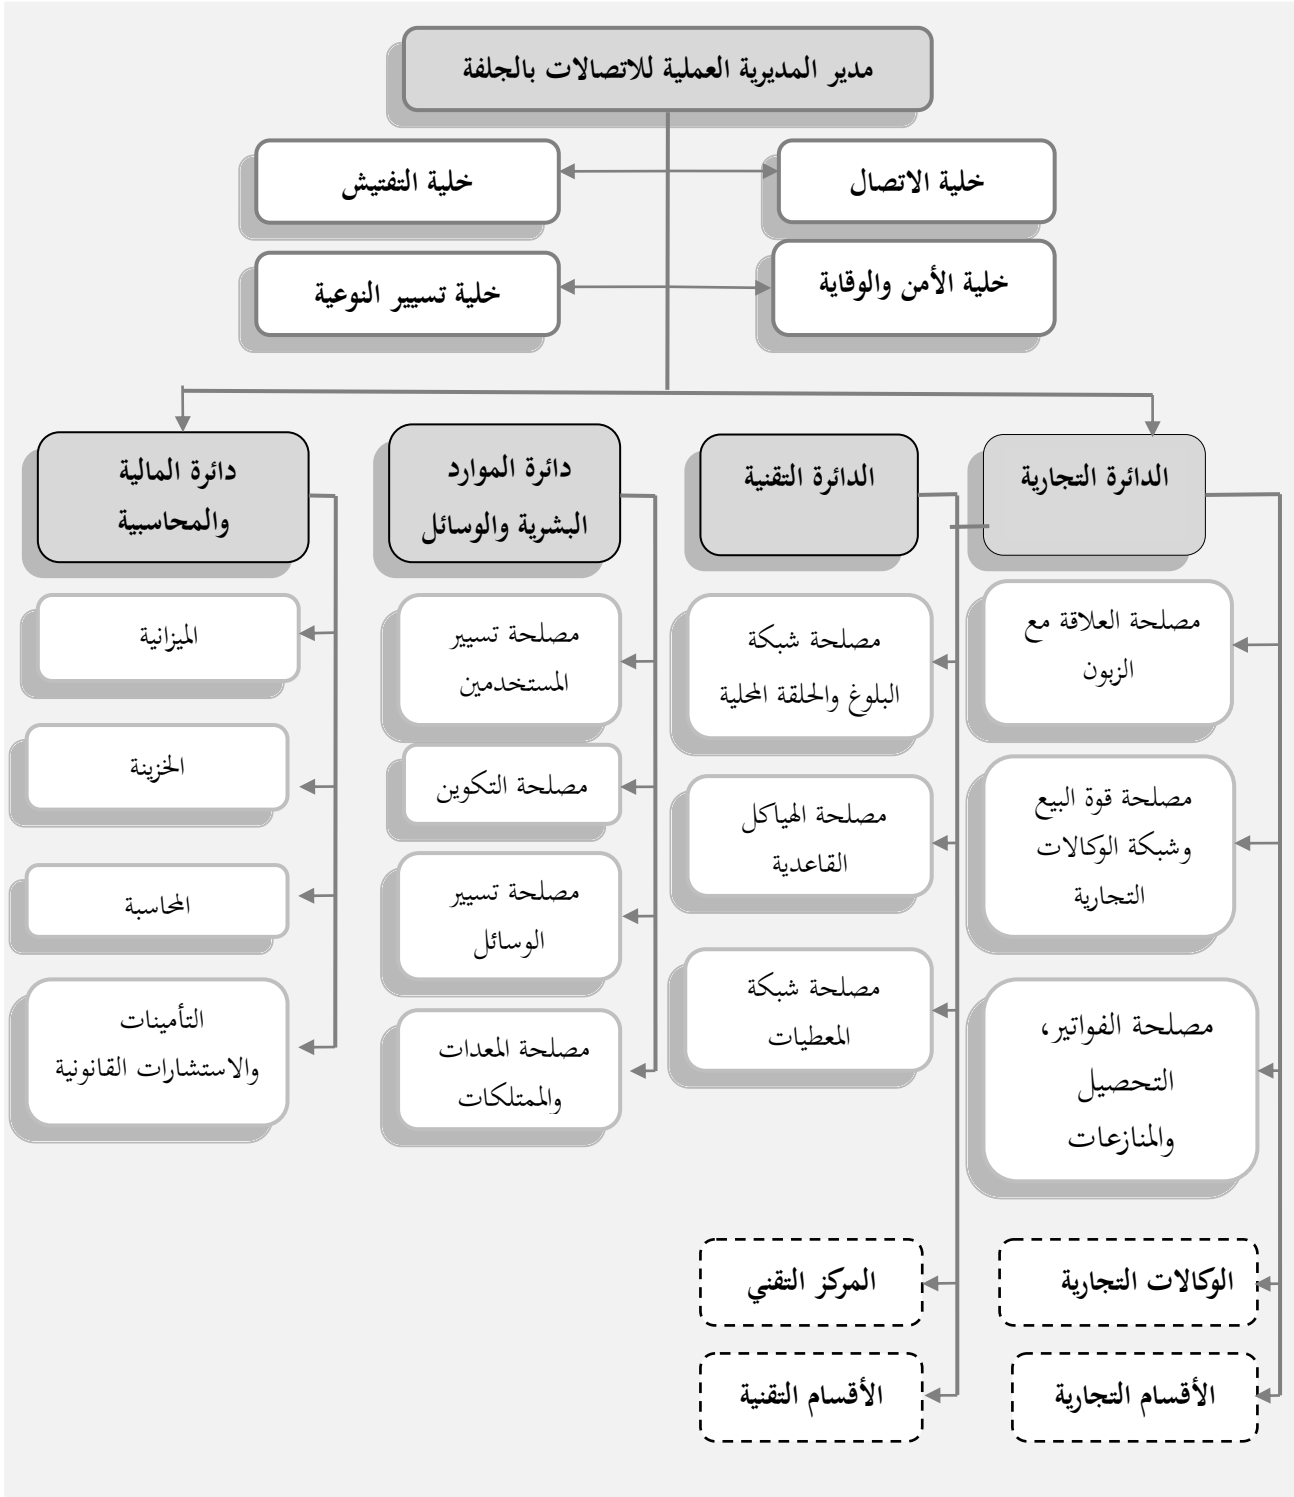 مدير المديرية العملية للاتصالات بالجلفة
خلية الاتصال
خلية التفتيش
خلية الأمن والوقاية
خلية تسيير النوعية
الدائرة التجارية
مصلحة العلاقة مع
الزبون
مصلحة قوة البيع
وشبكة الوكالات
التجارية
مصلحة الفواتير،
التحصيل
والمنازعات
الوكالات التجارية
الأقسام التجارية
الدائرة التقنية
مصلحة شبكة
البلوغ والحلقة المحلية
مصلحة الهياكل
القاعدية
مصلحة شبكة
المعطيات
المركز التقني
الأقسام التقنية
دائرة الموارد
البشرية والوسائل
مصلحة تسيير
المستخدمين
مصلحة التكوين
مصلحة تسيير
الوسائل
مصلحة المعدات
والممتلكات
دائرة المالية
والمحاسبية
الميزانية
الخزينة
المحاسبة
التأمينات
والاستشارات القانونية